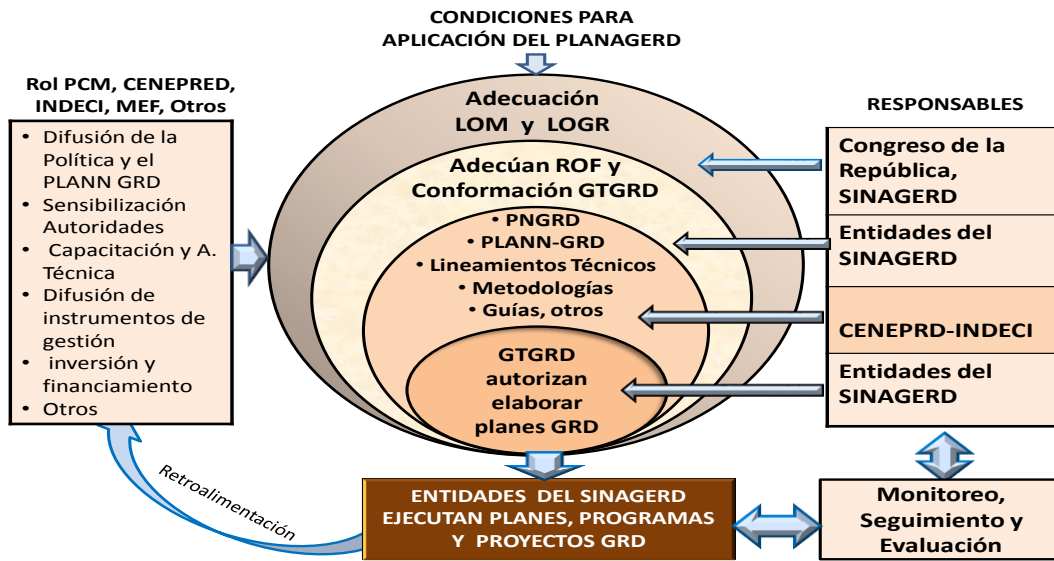 CONDICIONES PARA
APLICACIÓN DEL PLANAGERD
Rol PCM, CENEPRED,
INDECI, MEF, Otros
• Difusión de la
Política y el
PLANN GRD
• Sensibilización
Autoridades
• Capacitación y A.
Técnica
• Difusión de
instrumentos de
gestión
• inversión y
financiamiento
• Otros
Adecuación
LOM y LOGR
Adecúan ROF y
Conformación GTGRD
• PNGRD
• PLANN-GRD
• Lineamientos Técnicos
• Metodologías
• Guías, otros
GTGRD
autorizan
elaborar
planes GRD
RESPONSABLES
Congreso de la
República,
SINAGERD
Entidades del
SINAGERD
CENEPRD-INDECI
Entidades del
SINAGERD
Retroalimentación
ENTIDADES DEL SINAGERD
EJECUTAN PLANES, PROGRAMAS
Y PROYECTOS GRD
Monitoreo,
Seguimiento y
Evaluación